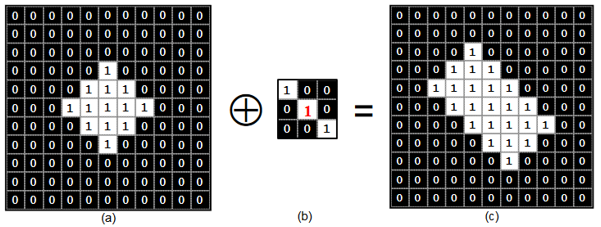 0 0 0 0 0 0 0 0 0 0 0
0 0 0 0 0 0 0 0 0 0 0
0 0 0 0 0 0 0 0 0 0 0
0 0 0 0 0 1 0 0 0 0 0
0 0 0 0 1 1 1 0 0 0 0
0 0 0 1 1 1 1 1 0 0 0
0 0 0 0 1 1 1 0 0 0 0
0 0 0 0 0 1 0 0 0 0 0
0 0 0 0 0 0 0 0 0 0 0
0 0 0 0 0 0 0 0 0 0 0
0 0 0 0 0 0 0 0 0 0 0
(a)
⊕
1 0 0
0 1 0
0 0 1
(b)
=
0 0 0 0 0 0 0 0 0 0 0
0 0 0 0 0 0 0 0 0 0 0
0 0 0 0 1 0 0 0 0 0 0
0 0 0 1 1 1 0 0 0 0 0
0 0 1 1 1 1 1 0 0 0 0
0 0 0 1 1 1 1 1 0 0 0
0 0 0 0 1 1 1 1 1 0 0
0 0 0 0 0 1 1 1 0 0 0
0 0 0 0 0 0 1 0 0 0 0
0 0 0 0 0 0 0 0 0 0 0
0 0 0 0 0 0 0 0 0 0 0
(c)